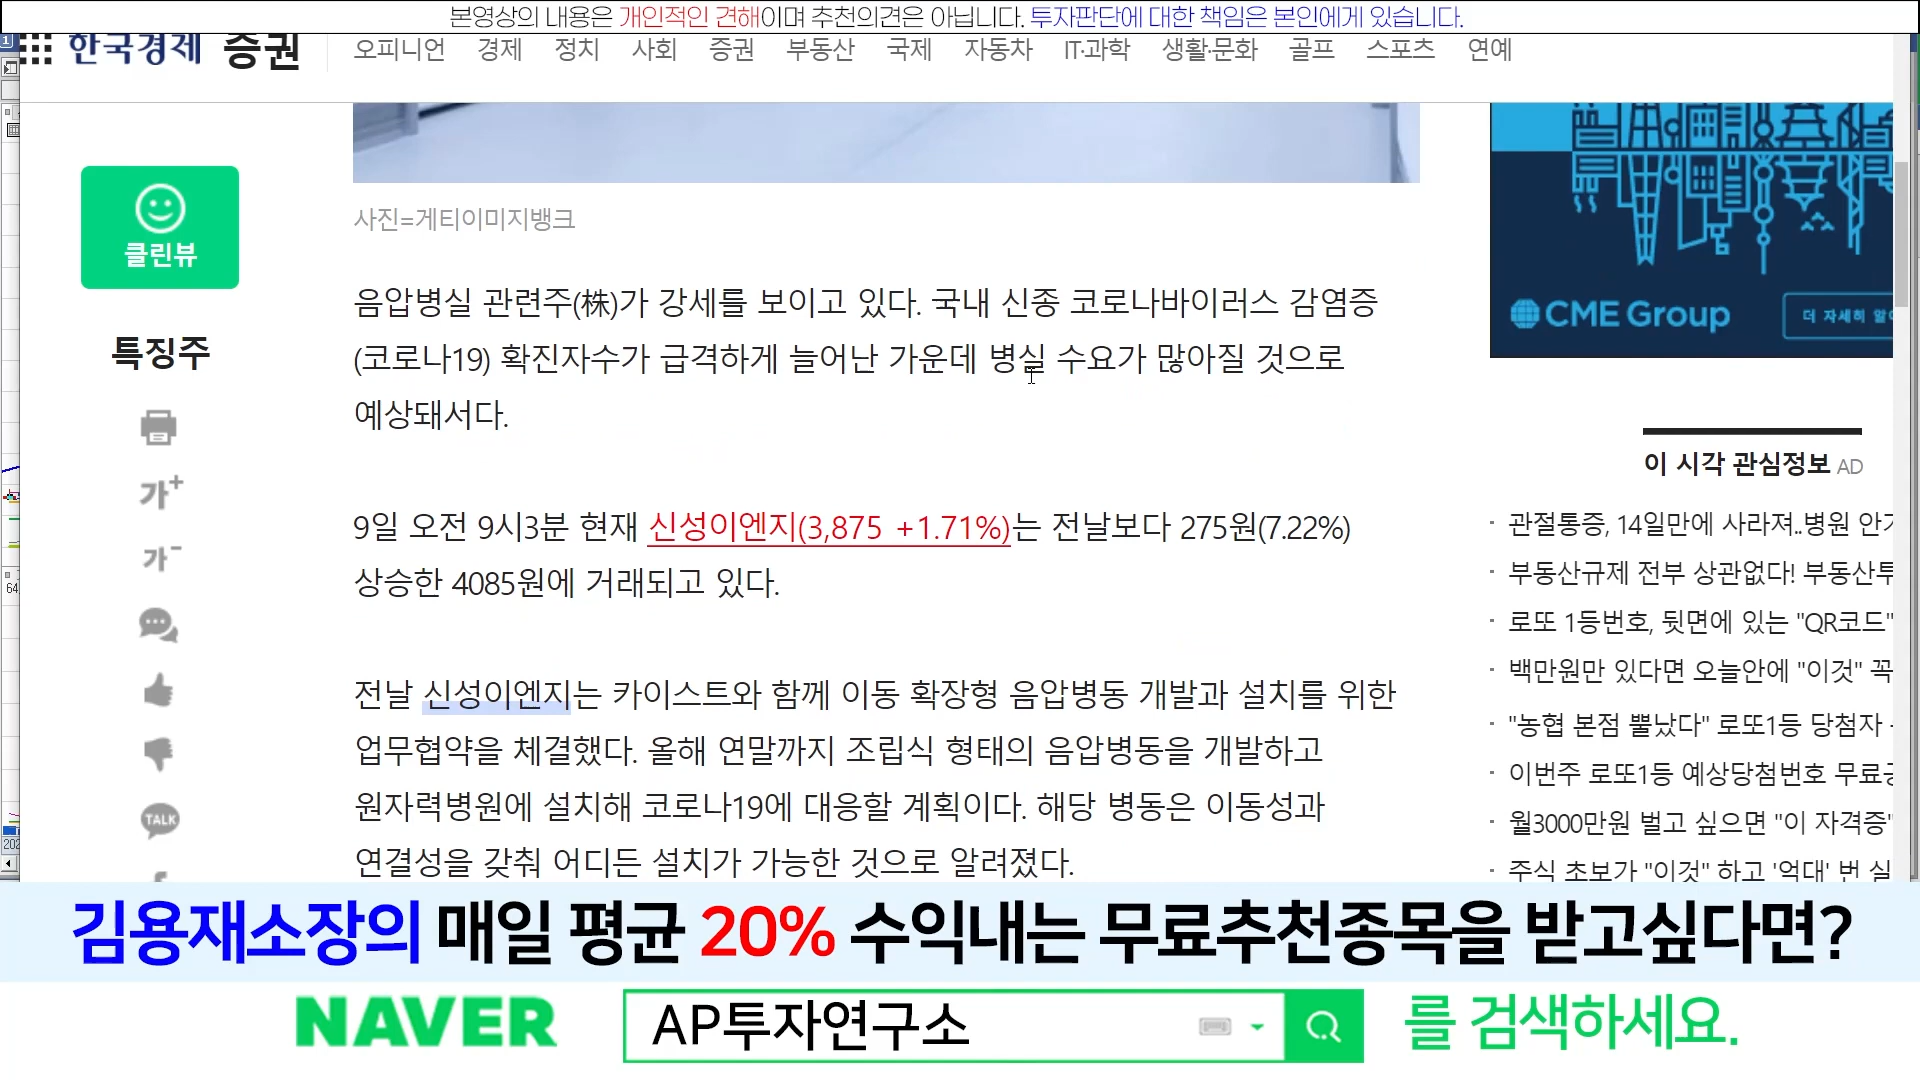 본영상의 내용은 개인적인 견해이며 추천의견은 아닙니다. 투자판단에 대한 책임은 본인에게 있습니다.
한국경제 증권 오피니언 경제 정치 사회 증권 부동산 국제 자동차 IT·과학 생활·문화 골프 스포츠 연예
클린뷰
특징주
가+
가-
TALK
사진=게티이미지뱅크
음압병실 관련주(株)가 강세를 보이고 있다. 국내 신종 코로나바이러스 감염증
(코로나19) 확진자수가 급격하게 늘어난 가운데 병실 수요가 많아질 것으로
예상돼서다.
9일 오전 9시3분 현재 신성이엔지(3,875 +1.71%)는 전날보다 275원(7.22%)
상승한 4085원에 거래되고 있다.
전날 신성이엔지는 카이스트와 함께 이동 확장형 음압병동 개발과 설치를 위한
업무협약을 체결했다. 올해 연말까지 조립식 형태의 음압병동을 개발하고
원자력병원에 설치해 코로나19에 대응할 계획이다. 해당 병동은 이동성과
연결성을 갖춰 어디든 설치가 가능한 것으로 알려졌다.
CME Group
더 자세히
이 시각 관심정보 AD
· 관절통증, 14일만에 사라져..병원
· 부동산규제 전부 상관없다!
· 로또 1등번호, 뒷면에 있는 "QR코드"
· 백만원만 있다면 오늘안에 "이것" 꼭
· "농협 본점 뿔났다" 로또1등 당첨자
· 이번주 로또1등 예상당첨번호
· 월3000만원 벌고 싶으면 "이 자격증"
· 주식 초보가 "이것" 하고 '억대' 번
김용재소장의 매일 평균 20% 수익내는 무료추천종목을 받고싶다면?
NAVER AP투자연구소 를 검색하세요.